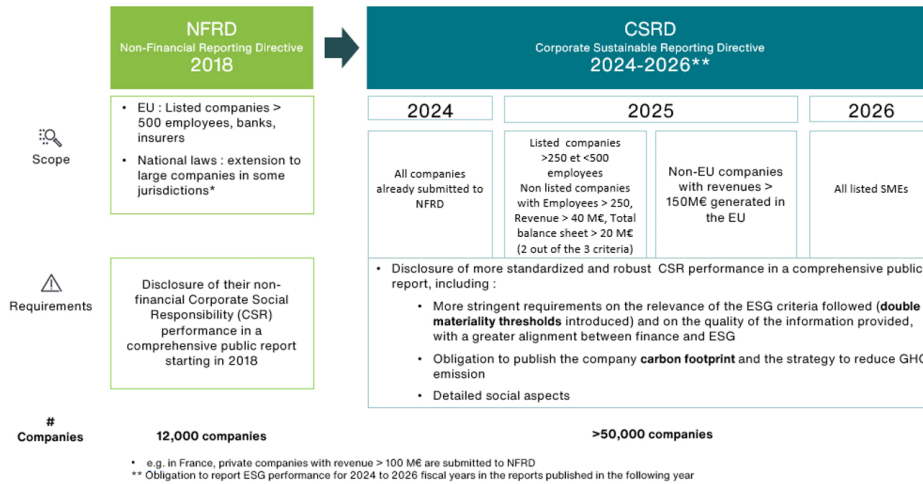 NFRD
Non-Financial Reporting Directive
2018
CSRD
Corporate Sustainable Reporting Directive
2024-2026**
Scope
• EU : Listed companies >
500 employees, banks,
insurers
• National laws : extension to
large companies in some
jurisdictions*
2024
2025
2026
All companies
already submitted to
NFRD
Listed companies
>250 et <500
employees
Non listed companies
with Employees > 250,
Revenue > 40 M€, Total
balance sheet > 20 M€
(2 out of the 3 criteria)
Non-EU companies
with revenues >
150M€ generated in
the EU
All listed SMEs
Requirements
Disclosure of their non-
financial Corporate Social
Responsibility (CSR)
performance in a
comprehensive public report
starting in 2018
• Disclosure of more standardized and robust CSR performance in a comprehensive public
report, including :
• More stringent requirements on the relevance of the ESG criteria followed (double
materiality thresholds introduced) and on the quality of the information provided,
with a greater alignment between finance and ESG
• Obligation to publish the company carbon footprint and the strategy to reduce GHG
emission
• Detailed social aspects
#
Companies
12,000 companies
>50,000 companies
• e.g. in France, private companies with revenue > 100 M€ are submitted to NFRD
** Obligation to report ESG performance for 2024 to 2026 fiscal years in the reports published in the following year